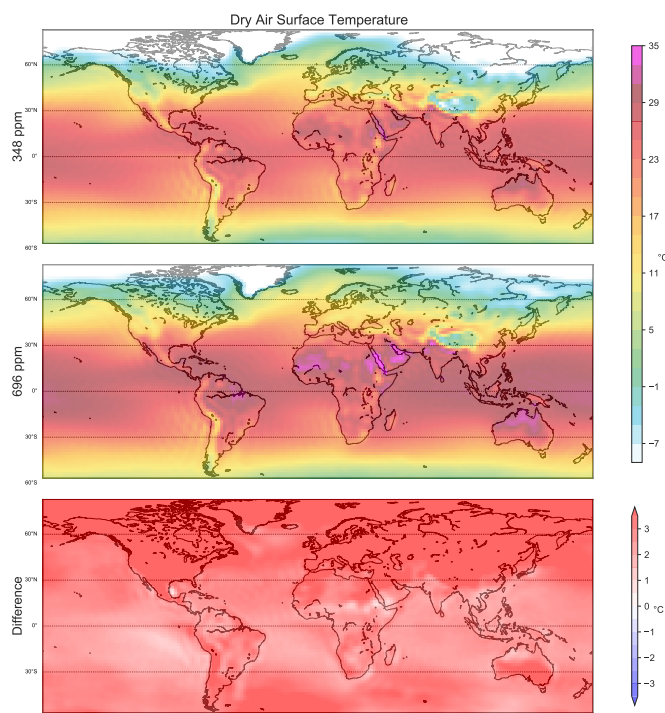 Dry Air Surface Temperature
348 ppm
60°N
30°N
0°
30°S
60°S
696 ppm
60°N
30°N
0°
30°S
60°S
Difference
60°N
30°N
0°
30°S
35
29
23
17
°C
11
5
−1
−7
3
2
1
0 °C
−1
−2
−3